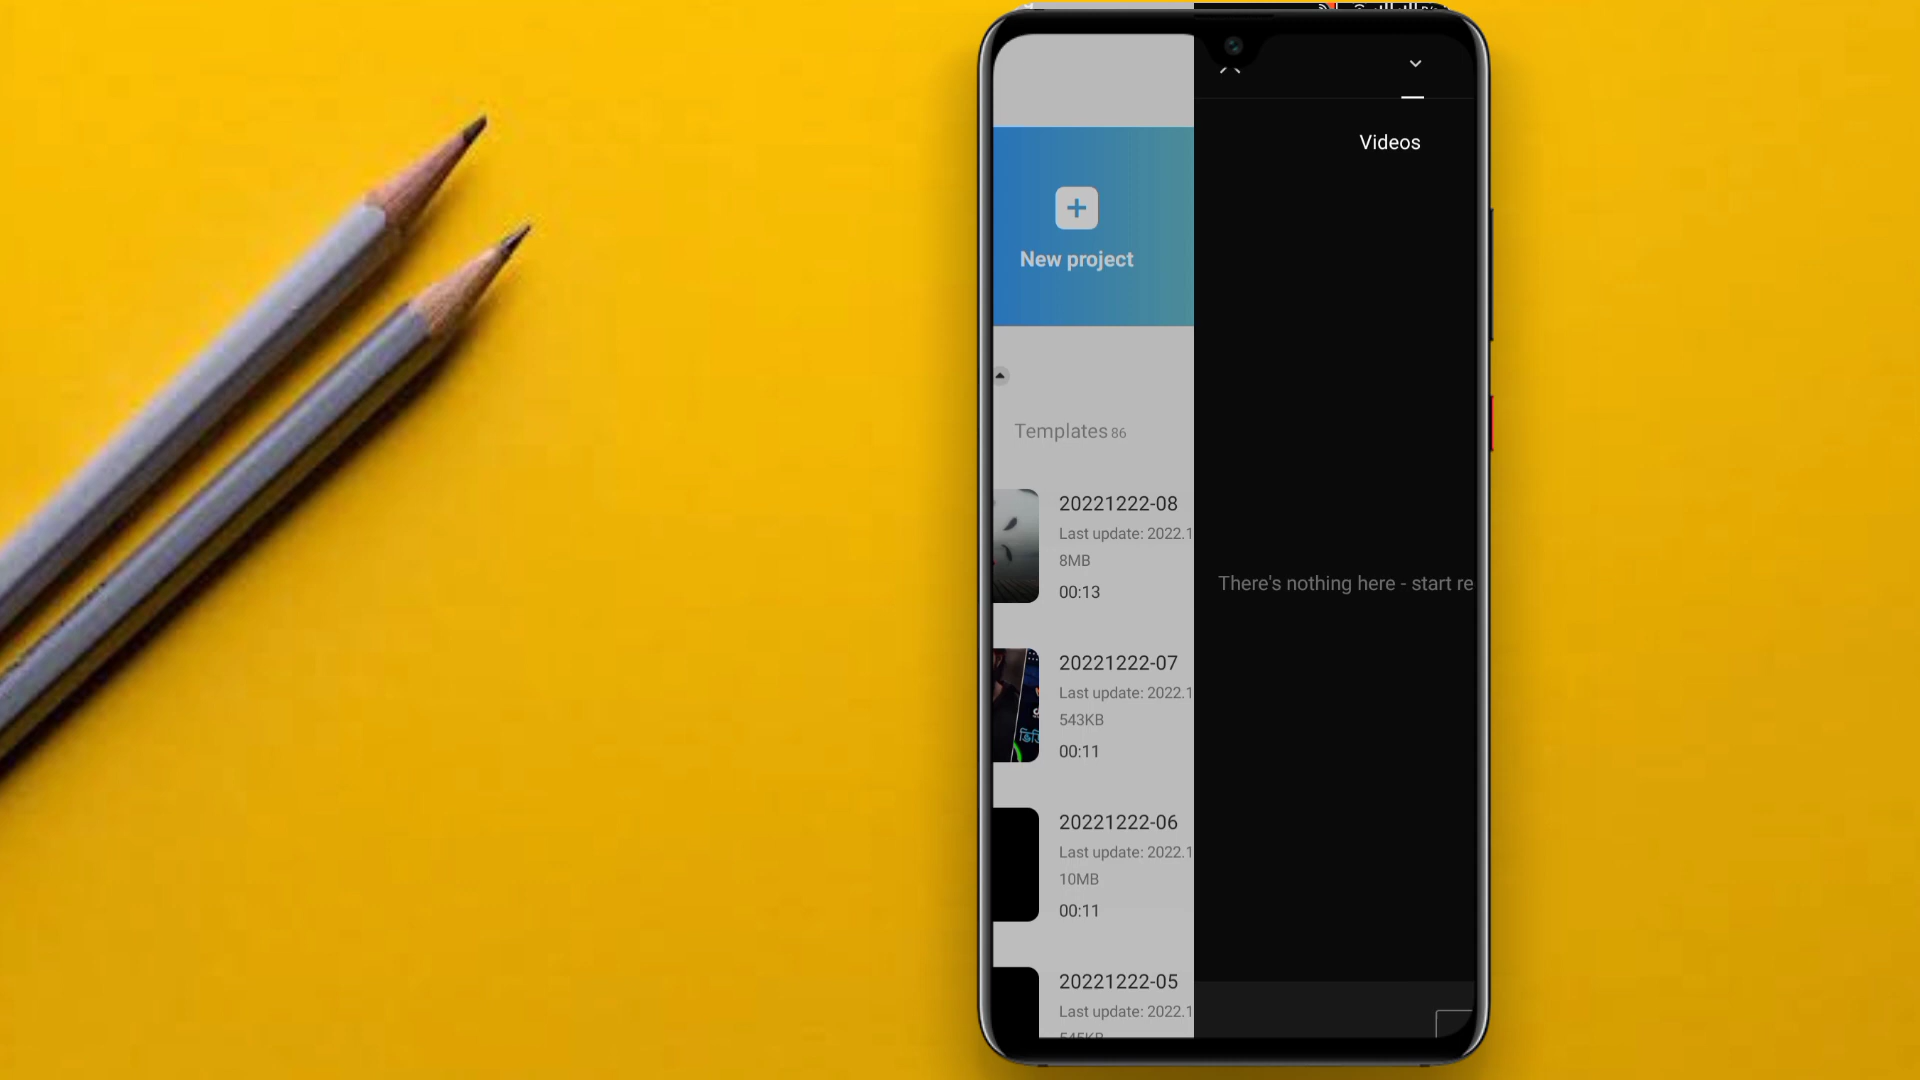 Videos
New project
Templates 86
20221222-08
Last update: 2022.1
8MB
00:13
There's nothing here - start re
20221222-07
Last update: 2022.1
543KB
00:11
20221222-06
Last update: 2022.1
10MB
00:11
20221222-05
Last update: 2022.1